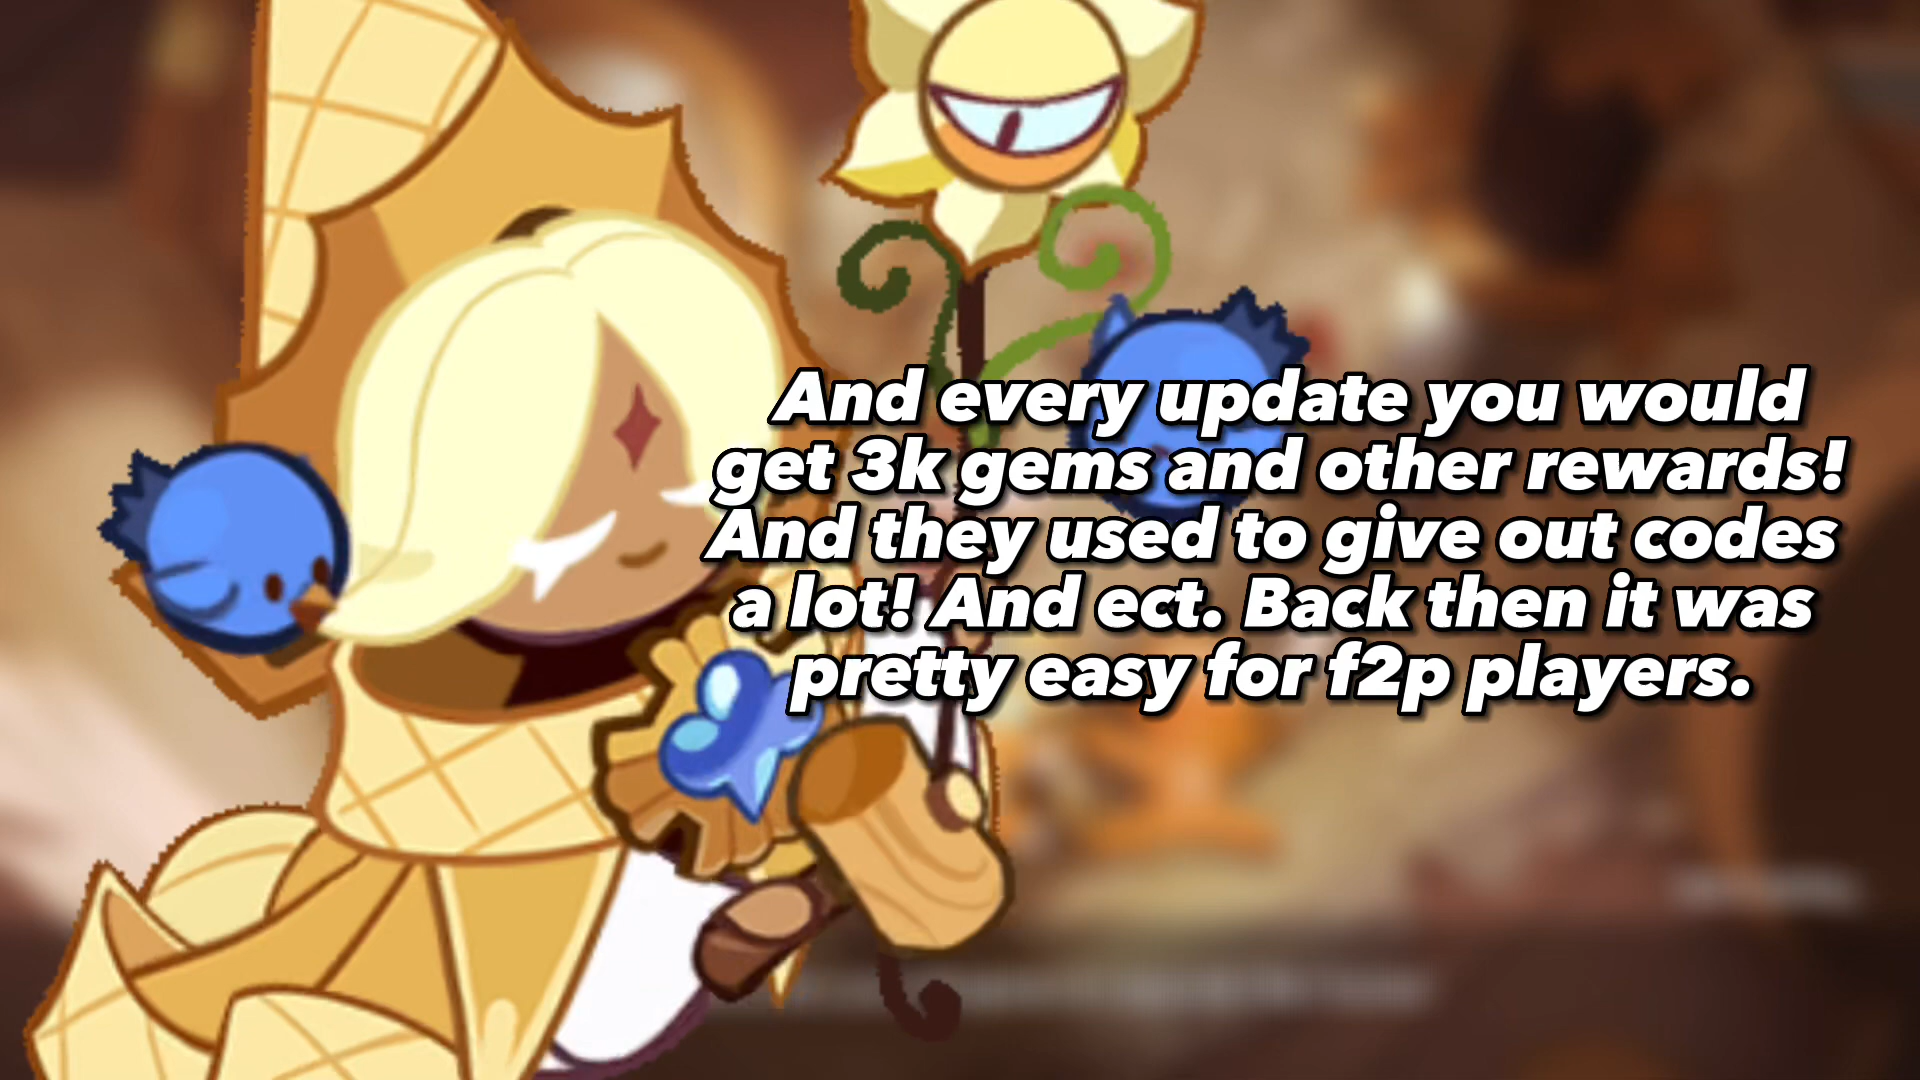 And every update you would
get 3k gems and other rewards!
And they used to give out codes
a lot! And ect. Back then it was
pretty easy for f2p players.